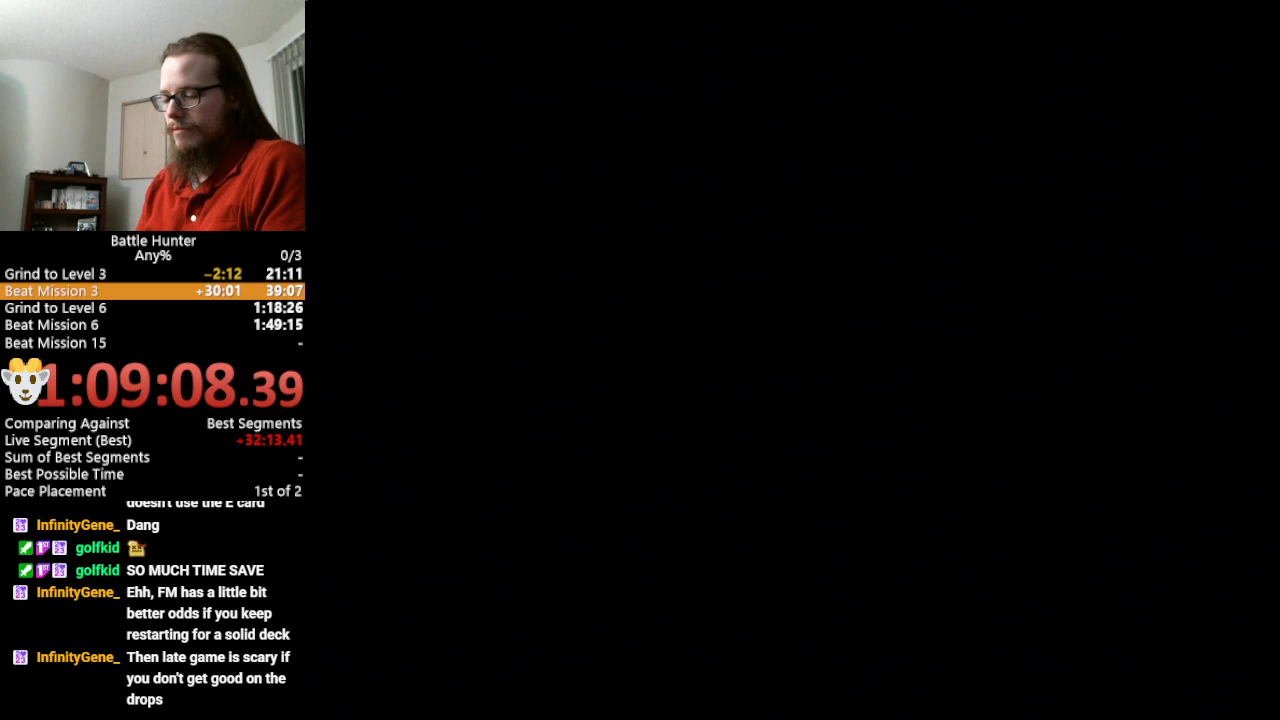 Battle Hunter
Any% 0/3
Grind to Level 3 −2:12 21:11
Beat Mission 3 +30:01 39:07
Grind to Level 6 1:18:26
Beat Mission 6 1:49:15
Beat Mission 15 -
1:09:08.39
Comparing Against Best Segments
Live Segment (Best) +32:13.41
Sum of Best Segments -
Best Possible Time -
Pace Placement 1st of 2
doesn't use the E card
InfinityGene_ Dang
golfkid
golfkid SO MUCH TIME SAVE
InfinityGene_ Ehh, FM has a little bit
better odds if you keep
restarting for a solid deck
InfinityGene_ Then late game is scary if
you don't get good on the
drops